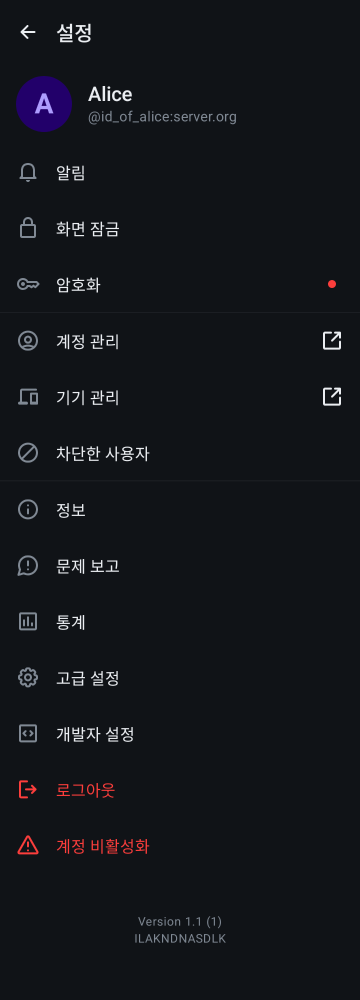 설정
A
Alice
@id_of_alice:server.org
알림
화면 잠금
암호화
계정 관리
기기 관리
차단한 사용자
정보
문제 보고
통계
고급 설정
개발자 설정
로그아웃
계정 비활성화
Version 1.1 (1)
ILAKNDNASDLK